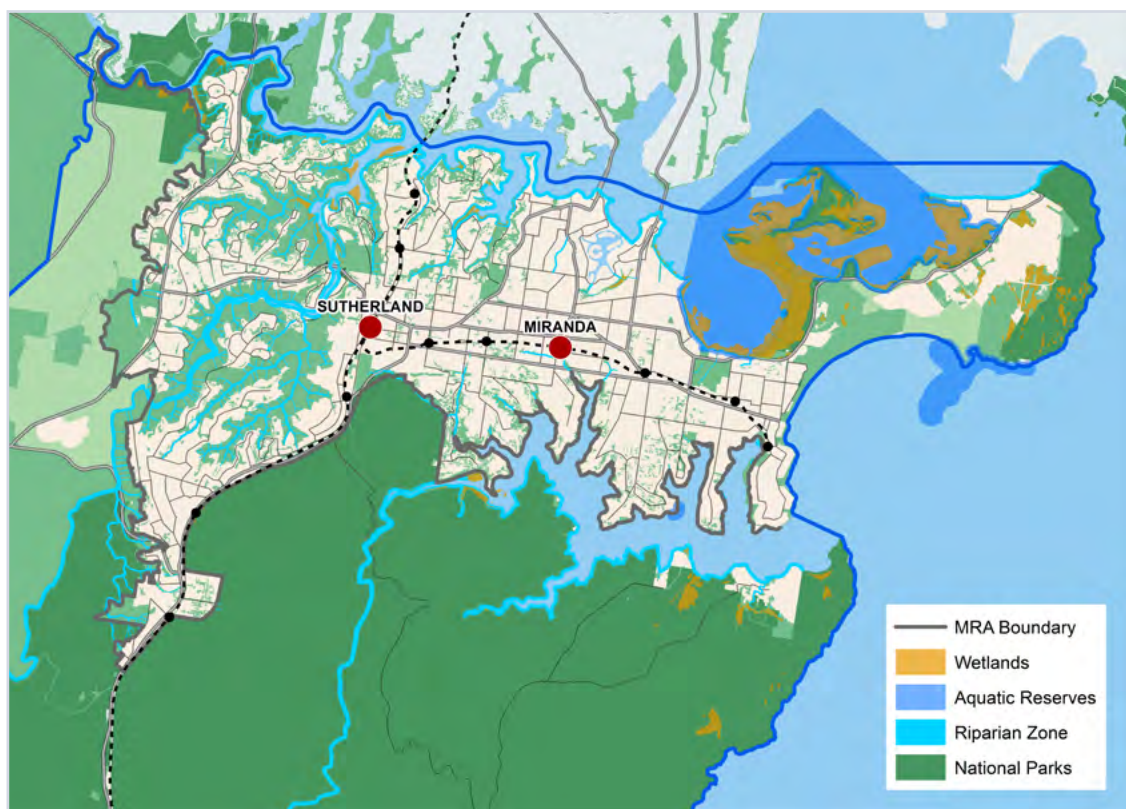 SUTHERLAND
MIRANDA
MRA Boundary
Wetlands
Aquatic Reserves
Riparian Zone
National Parks